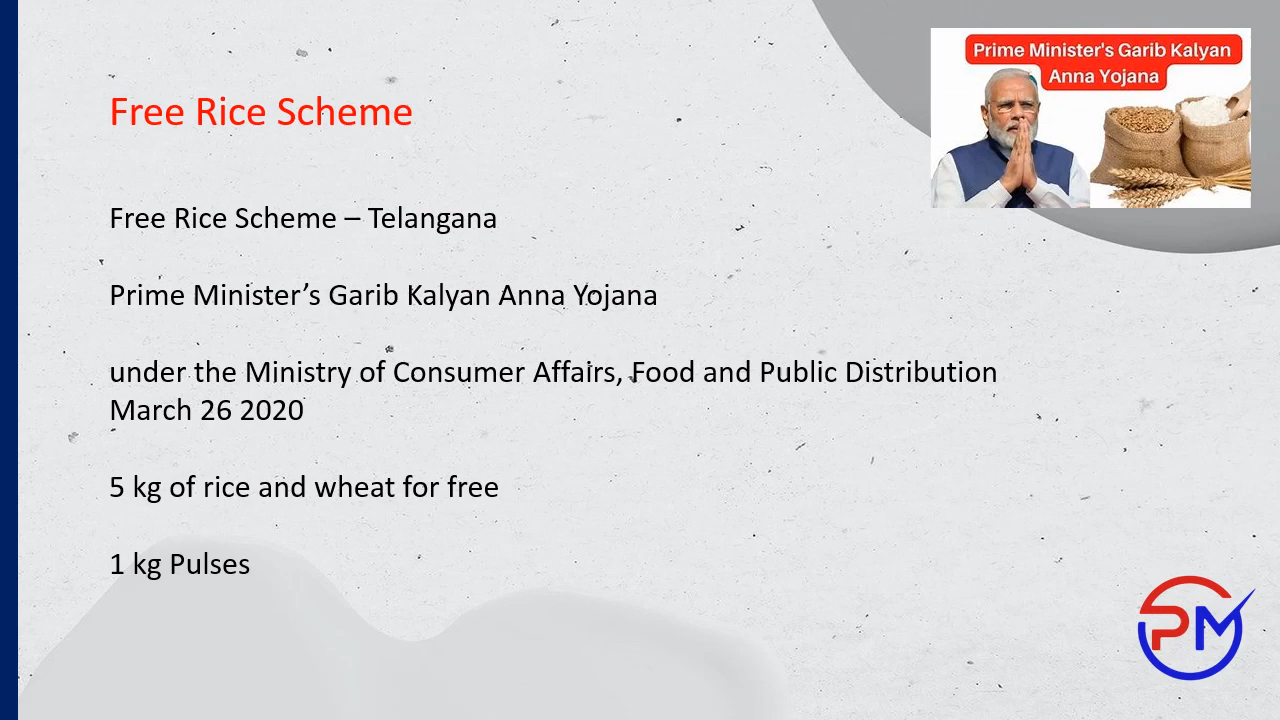 Prime Minister's Garib Kalyan
Anna Yojana
Free Rice Scheme
Free Rice Scheme – Telangana
Prime Minister’s Garib Kalyan Anna Yojana
under the Ministry of Consumer Affairs, Food and Public Distribution
March 26 2020
5 kg of rice and wheat for free
1 kg Pulses
PM